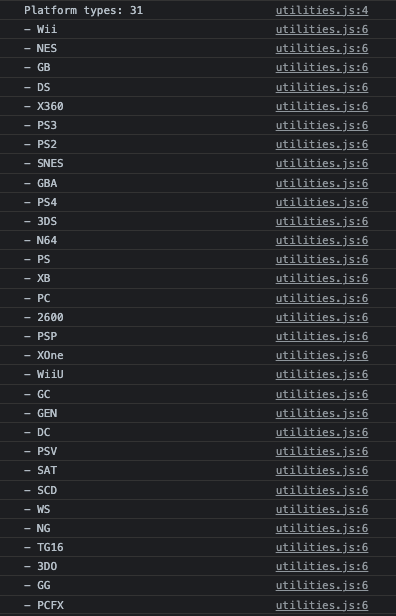 Platform types: 31 utilities.js:4
– Wii utilities.js:6
– NES utilities.js:6
– GB utilities.js:6
– DS utilities.js:6
– X360 utilities.js:6
– PS3 utilities.js:6
– PS2 utilities.js:6
– SNES utilities.js:6
– GBA utilities.js:6
– PS4 utilities.js:6
– 3DS utilities.js:6
– N64 utilities.js:6
– PS utilities.js:6
– XB utilities.js:6
– PC utilities.js:6
– 2600 utilities.js:6
– PSP utilities.js:6
– XOne utilities.js:6
– WiiU utilities.js:6
– GC utilities.js:6
– GEN utilities.js:6
– DC utilities.js:6
– PSV utilities.js:6
– SAT utilities.js:6
– SCD utilities.js:6
– WS utilities.js:6
– NG utilities.js:6
– TG16 utilities.js:6
– 3DO utilities.js:6
– GG utilities.js:6
– PCFX utilities.js:6